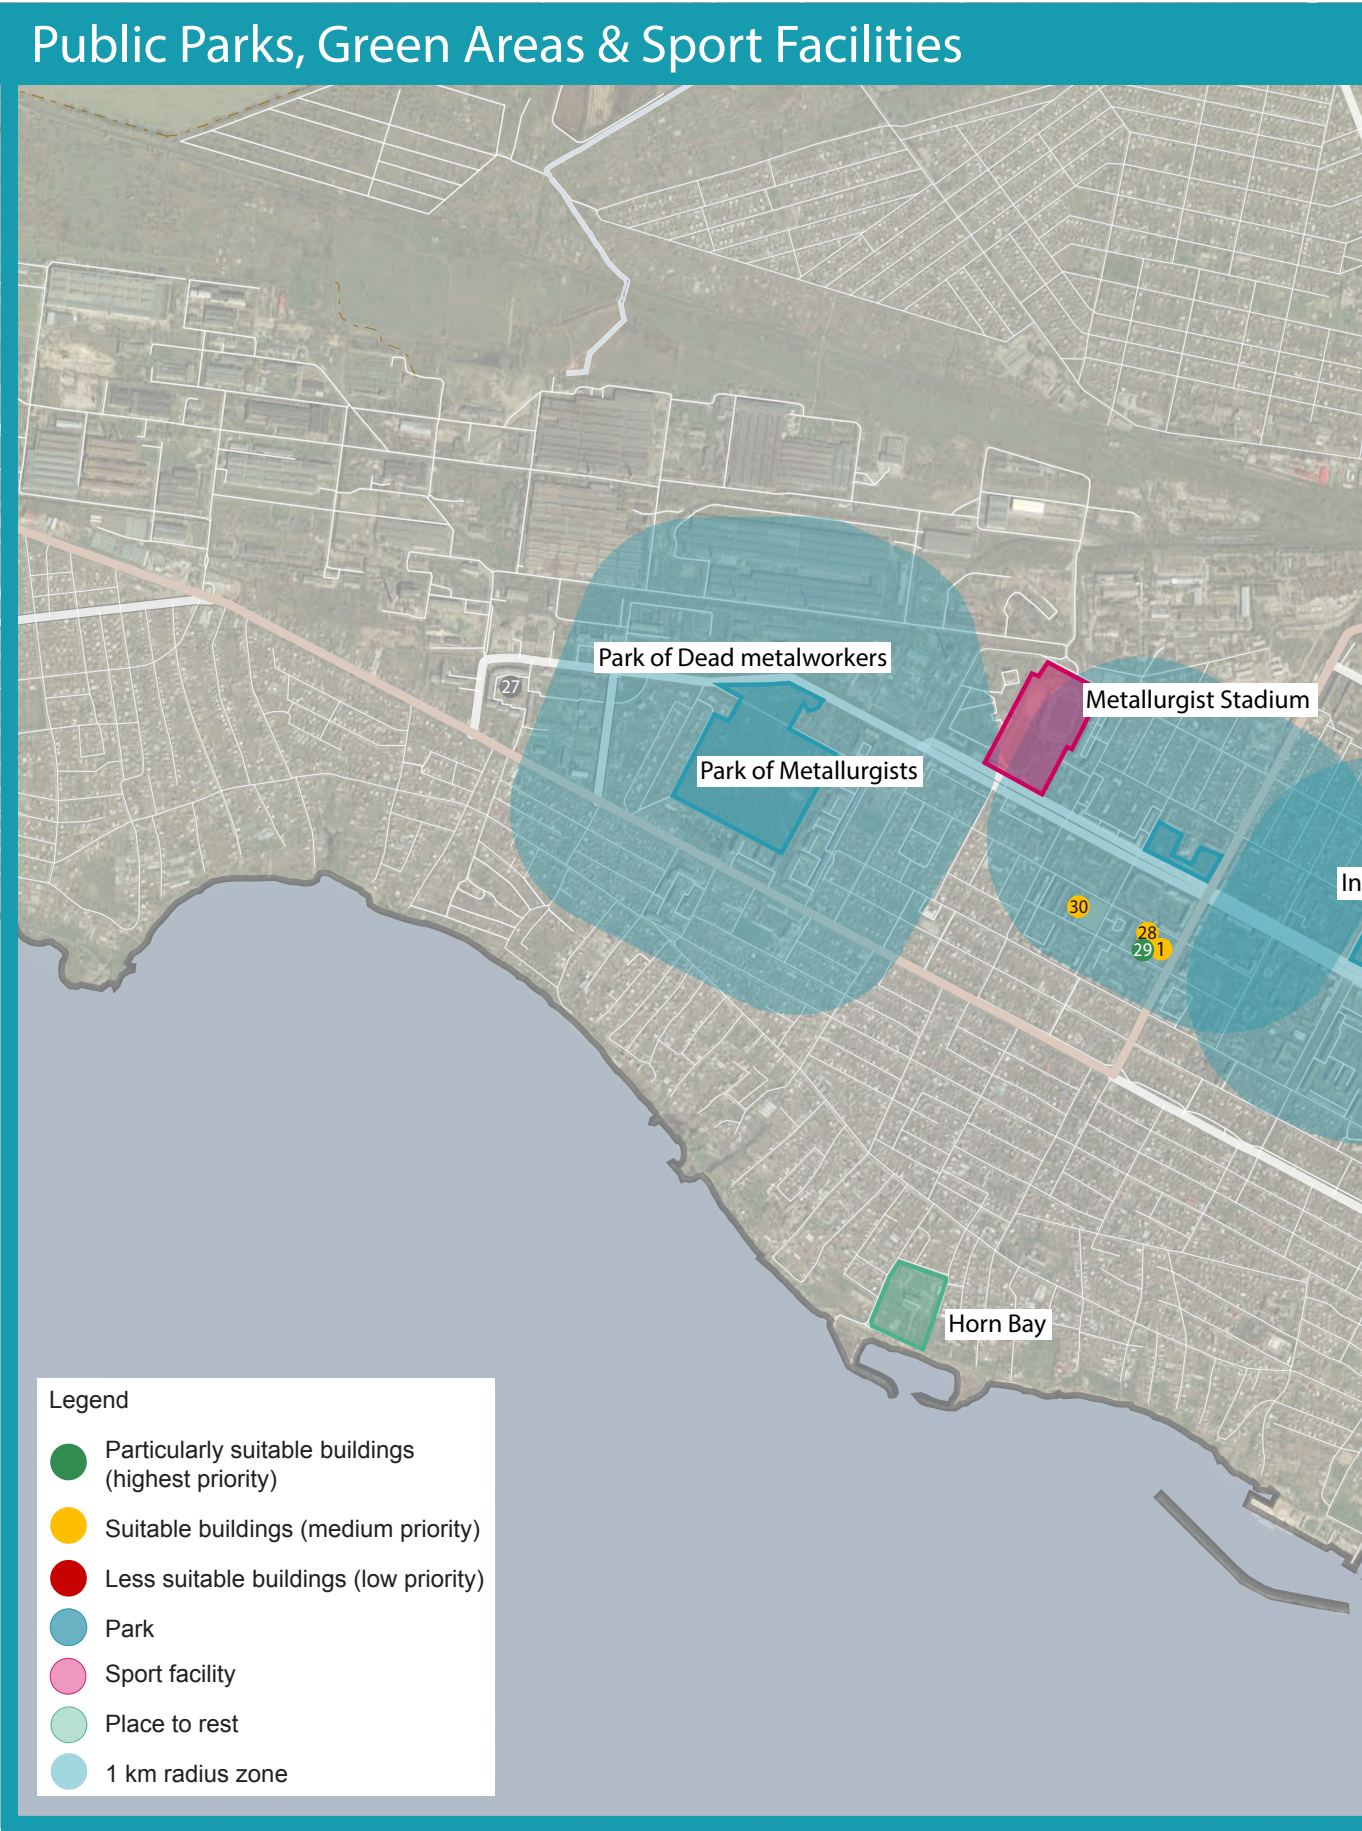 Public Parks, Green Areas & Sport Facilities
Park of Dead metalworkers
27
Metallurgist Stadium
Park of Metallurgists
In
30
28
29
1
Horn Bay
Legend
Particularly suitable buildings
(highest priority)
Suitable buildings (medium priority)
Less suitable buildings (low priority)
Park
Sport facility
Place to rest
1 km radius zone